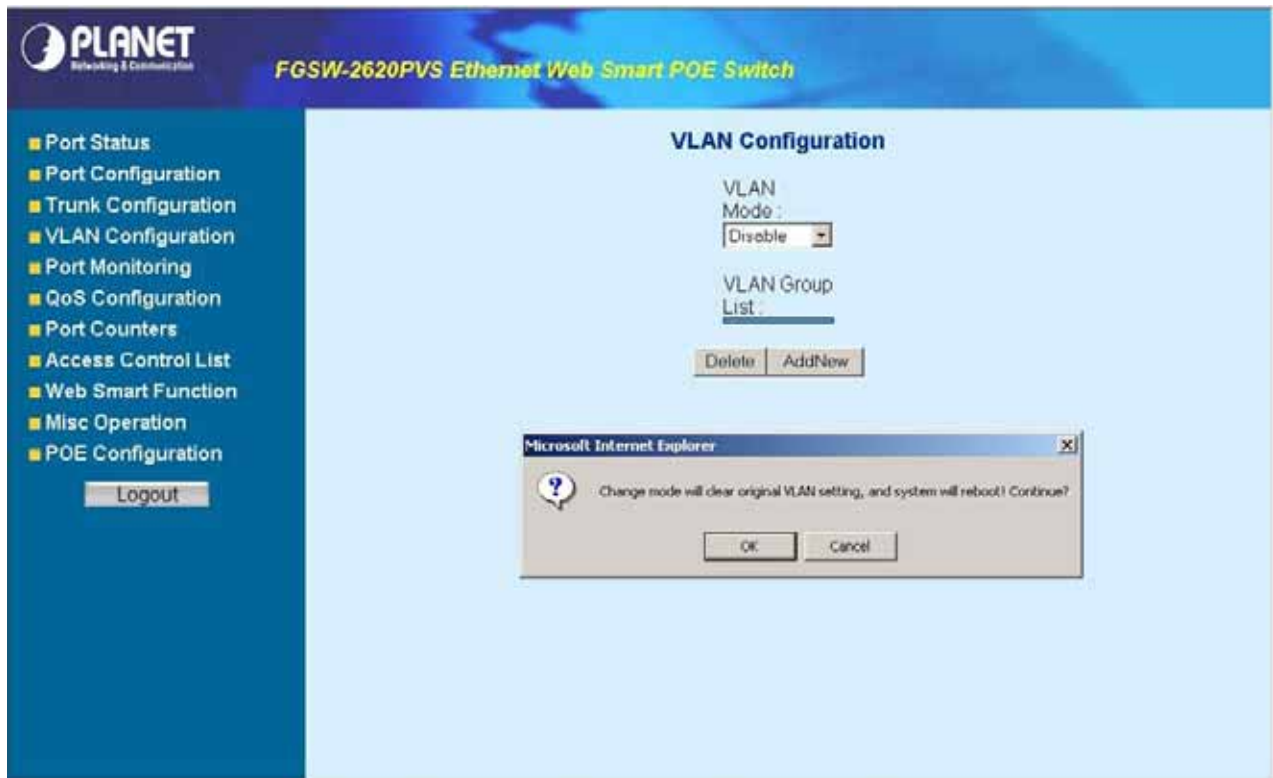 PLANET
Networking & Communication
FGSW-2620PVS Ethernet Web Smart POE Switch
Port Status
Port Configuration
Trunk Configuration
VLAN Configuration
Port Monitoring
QoS Configuration
Port Counters
Access Control List
Web Smart Function
Misc Operation
POE Configuration
Logout
VLAN Configuration
VLAN
Mode :
Disable
VLAN Group
List :
Delete AddNew
Microsoft Internet Explorer
Change mode will clear original VLAN setting, and system will reboot! Continue?
OK Cancel